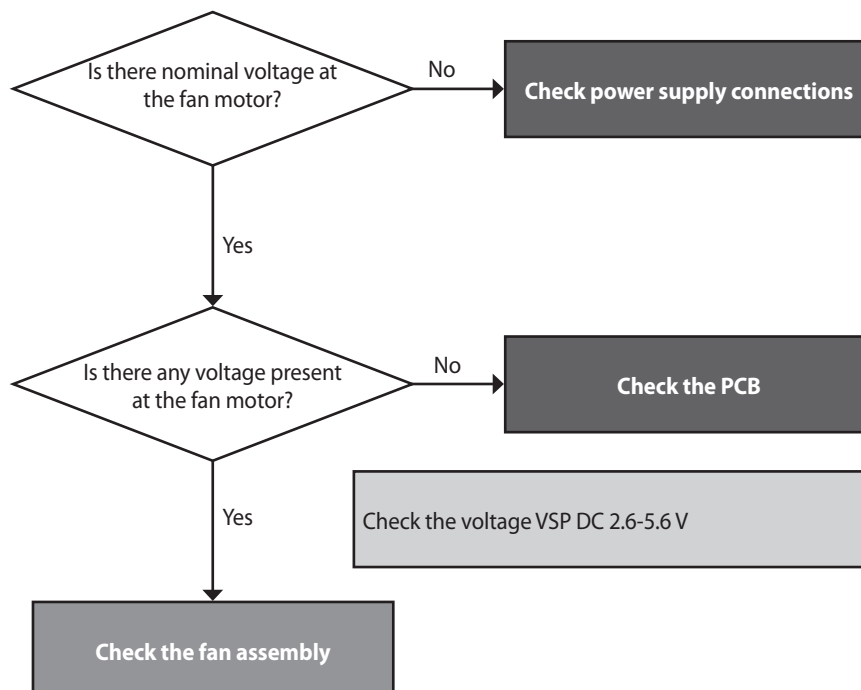 Is there nominal voltage at
the fan motor?
No
Check power supply connections
Yes
Is there any voltage present
at the fan motor?
No
Check the PCB
Yes
Check the voltage VSP DC 2.6-5.6 V
Check the fan assembly